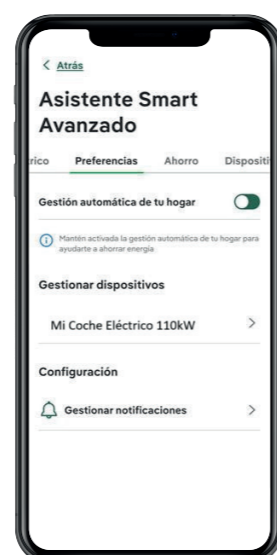 < Atrás
Asistente Smart
Avanzado
rico Preferencias Ahorro Dispositi
Gestión automática de tu hogar
Mantén activada la gestión automática de tu hogar para
ayudarte a ahorrar energía
Gestionar dispositivos
Mi Coche Eléctrico 110kW >
Configuración
Gestionar notificaciones >